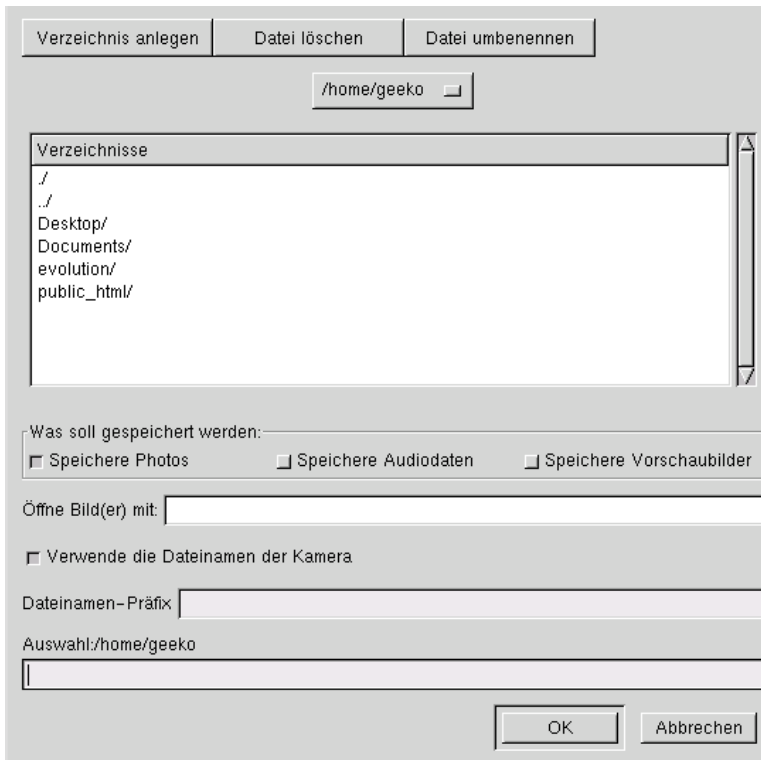 Verzeichnis anlegen Datei löschen Datei umbenennen
/home/geeko
Verzeichnisse
./
../
Desktop/
Documents/
evolution/
public_html/
Was soll gespeichert werden:
Speichere Photos Speichere Audiodaten Speichere Vorschaubilder
Öffne Bild(er) mit:
Verwende die Dateinamen der Kamera
Dateinamen-Präfix
Auswahl:/home/geeko
OK Abbrechen